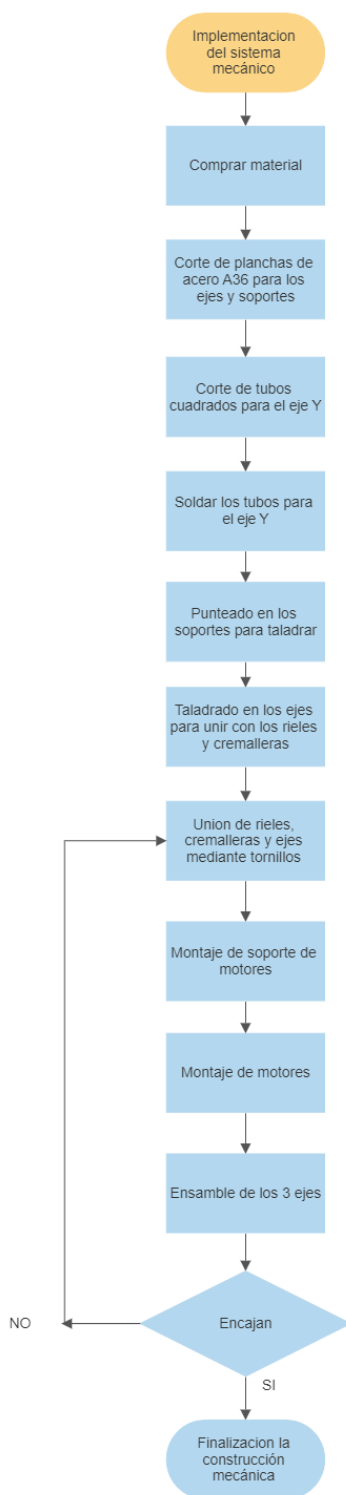 Implementacion
del sistema
mecánico
Comprar material
Corte de planchas de
acero A36 para los
ejes y soportes
Corte de tubos
cuadrados para el eje Y
Soldar los tubos para
el eje Y
Punteado en los
soportes para taladrar
Taladrado en los ejes
para unir con los rieles
y cremalleras
Union de rieles,
cremalleras y ejes
mediante tornillos
Montaje de soporte de
motores
Montaje de motores
Ensamble de los 3 ejes
Encajan
NO
SI
Finalizacion la
construcción
mecánica